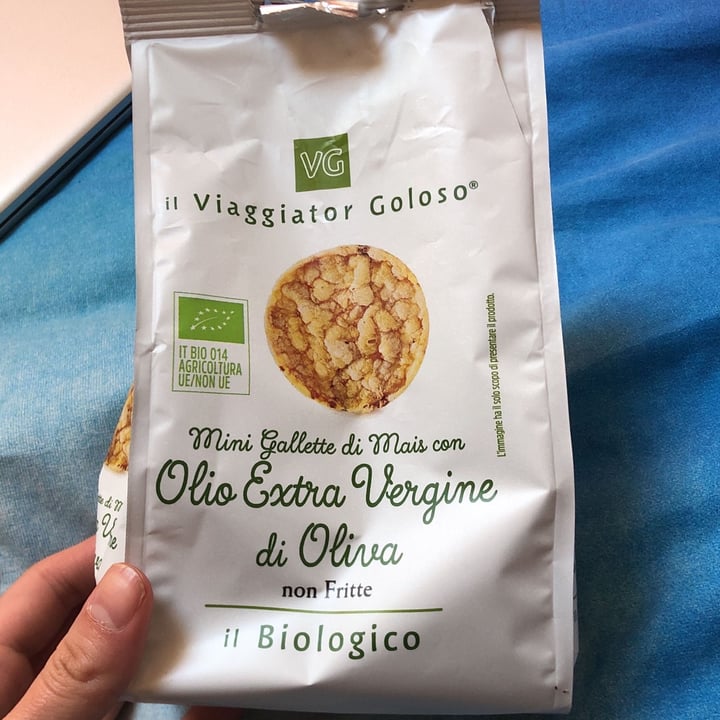 VG
il Viaggiator Goloso®
IT BIO 014
AGRICOLTURA
UE/NON UE
L'immagine ha il solo scopo di presentare il prodotto.
Mini Gallette di Mais con
Olio Extra Vergine
di Oliva
non Fritte
il Biologico